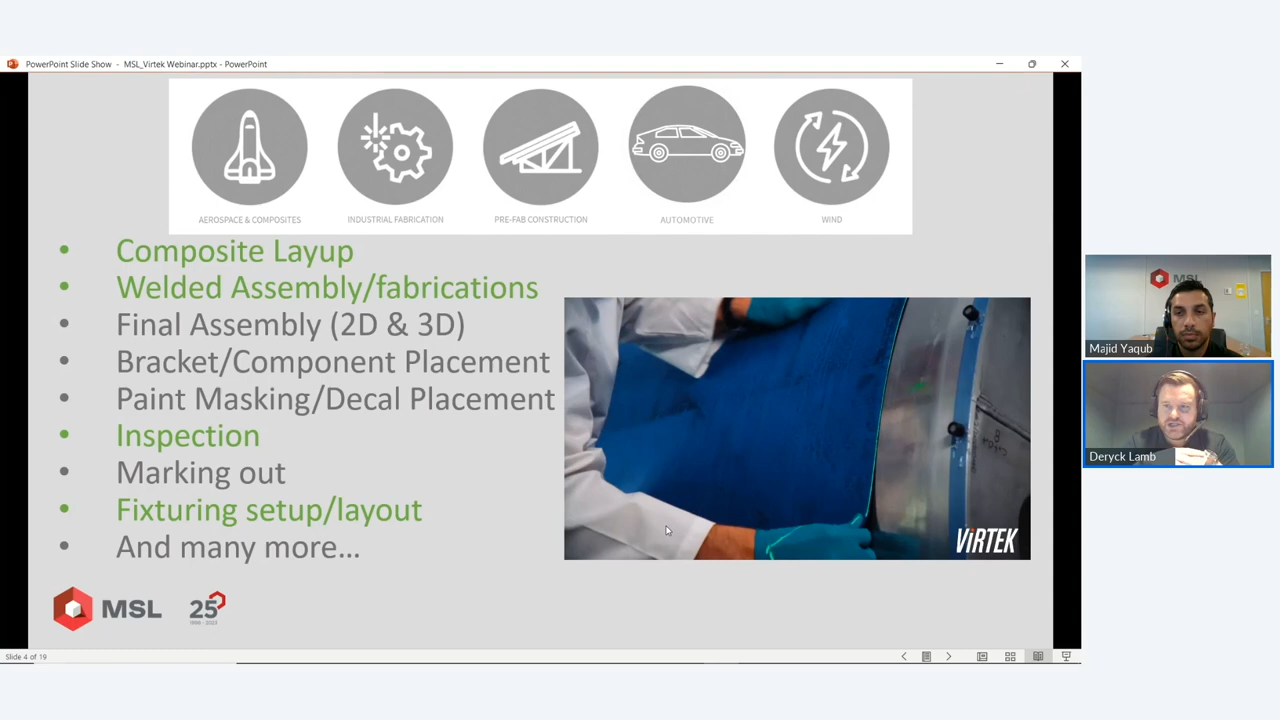 PowerPoint Slide Show - MSL_Virtek Webinar.pptx - PowerPoint
AEROSPACE & COMPOSITES
INDUSTRIAL FABRICATION
PRE-FAB CONSTRUCTION
AUTOMOTIVE
WIND
• Composite Layup
• Welded Assembly/fabrications
• Final Assembly (2D & 3D)
• Bracket/Component Placement
• Paint Masking/Decal Placement
• Inspection
• Marking out
• Fixturing setup/layout
• And many more...
VIRTEK
MSL
25
MSL
Majid Yaqub
Deryck Lamb
Slide 4 of 19